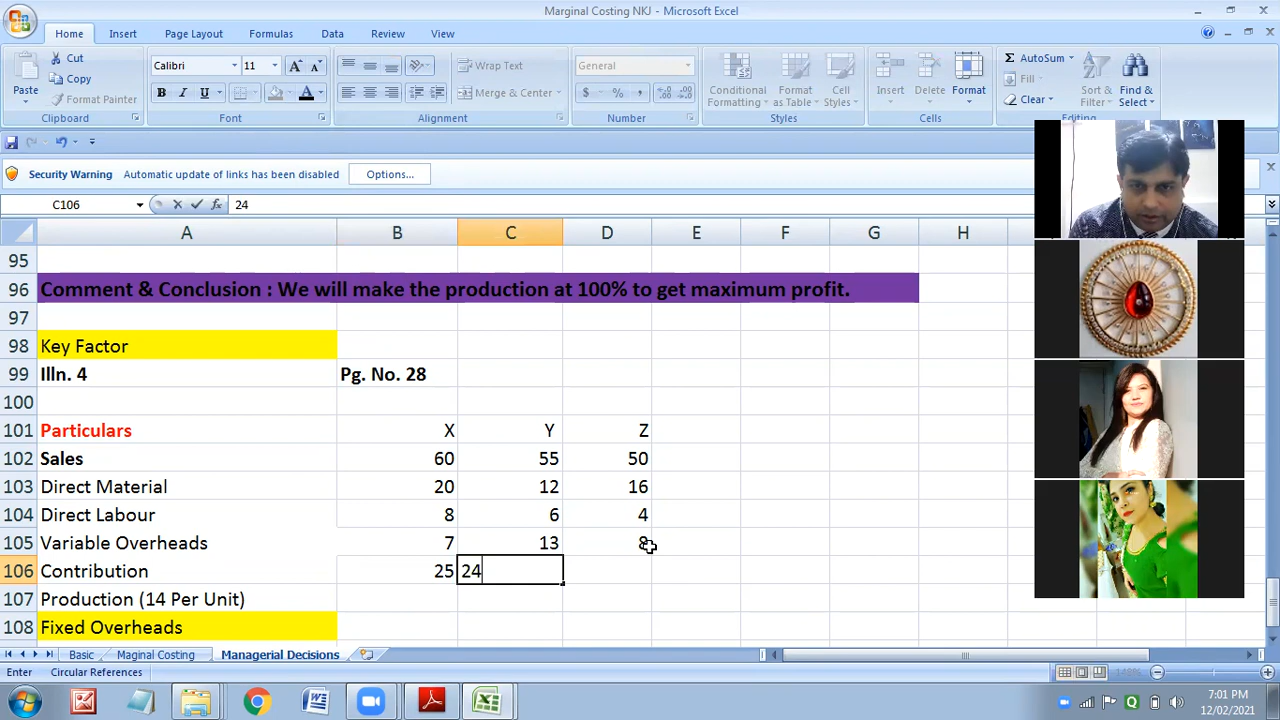 Marginal Costing NKJ - Microsoft Excel
Home Insert Page Layout Formulas Data Review View
Cut
Copy
Format Painter
Paste
Clipboard
Calibri 11
B I U
Font
Wrap Text
Merge & Center
Alignment
General
$ % ,
Number
Conditional Formatting
Format as Table
Cell Styles
Styles
Insert Delete Format
Cells
Σ AutoSum
Fill
Clear
Sort & Filter
Find & Select
Editing
Security Warning Automatic update of links has been disabled Options...
C106 fx 24
A B C D E F G H
95
96 Comment & Conclusion : We will make the production at 100% to get maximum profit.
97
98 Key Factor
99 Illn. 4 Pg. No. 28
100
101 Particulars X Y Z
102 Sales 60 55 50
103 Direct Material 20 12 16
104 Direct Labour 8 6 4
105 Variable Overheads 7 13 8
106 Contribution 25 24
107 Production (14 Per Unit)
108 Fixed Overheads
Basic Maginal Costing Managerial Decisions
Enter Circular References
7:01 PM
12/02/2021